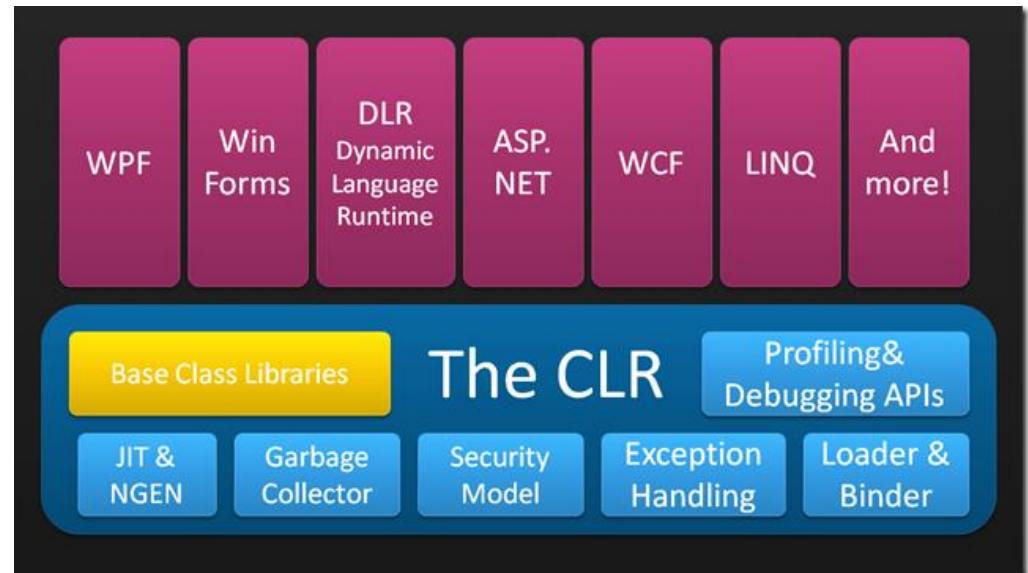 WPF
Win
Forms
DLR
Dynamic
Language
Runtime
ASP.
NET
WCF
LINQ
And
more!
Base Class Libraries
The CLR
Profiling&
Debugging APIs
JIT &
NGEN
Garbage
Collector
Security
Model
Exception
Handling
Loader &
Binder